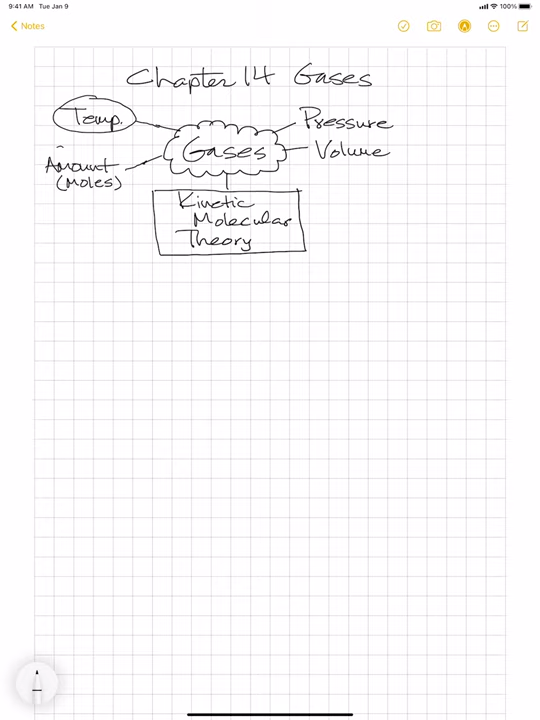 9:41 AM Tue Jan 9
100%
Notes
Chapter 14 Gases
Temp.
Pressure
Gases
Volume
Amount
(moles)
Kinetic
Molecular
Theory